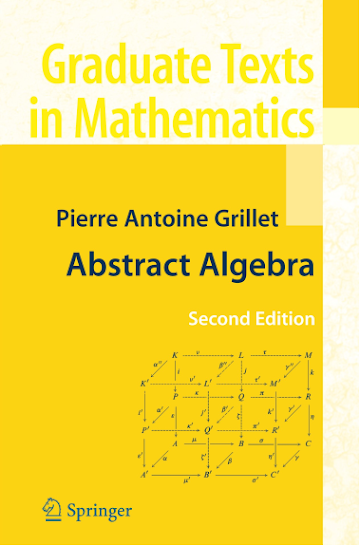 Graduate Texts
in Mathematics
Pierre Antoine Grillet
Abstract Algebra
Second Edition
K ν L τ M
α″ i β″ j γ″ k
K′ ν′ L′ τ′ M′
P κ Q π R
i′ α′ ε j′ β′ ζ k′ γ′ η
P′ κ′ Q′ π′ R′
A μ B σ C
ε′ α ζ′ β η′ γ
A′ μ′ B′ σ′ C′
Springer